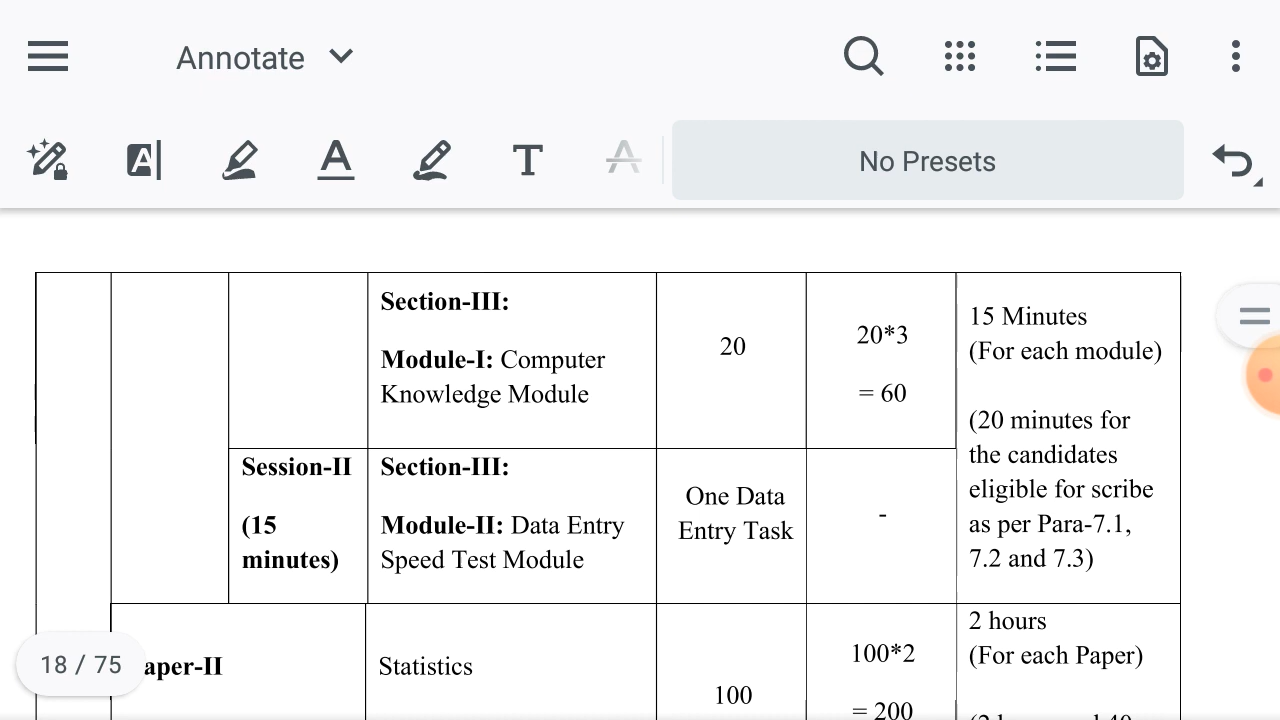 Annotate
No Presets
Section-III:
Module-I: Computer
Knowledge Module
20
20*3
= 60
15 Minutes
(For each module)
(20 minutes for
the candidates
eligible for scribe
as per Para-7.1,
7.2 and 7.3)
Session-II
(15
minutes)
Section-III:
Module-II: Data Entry
Speed Test Module
One Data
Entry Task
-
aper-II
Statistics
100
100*2
= 200
2 hours
(For each Paper)
18 / 75